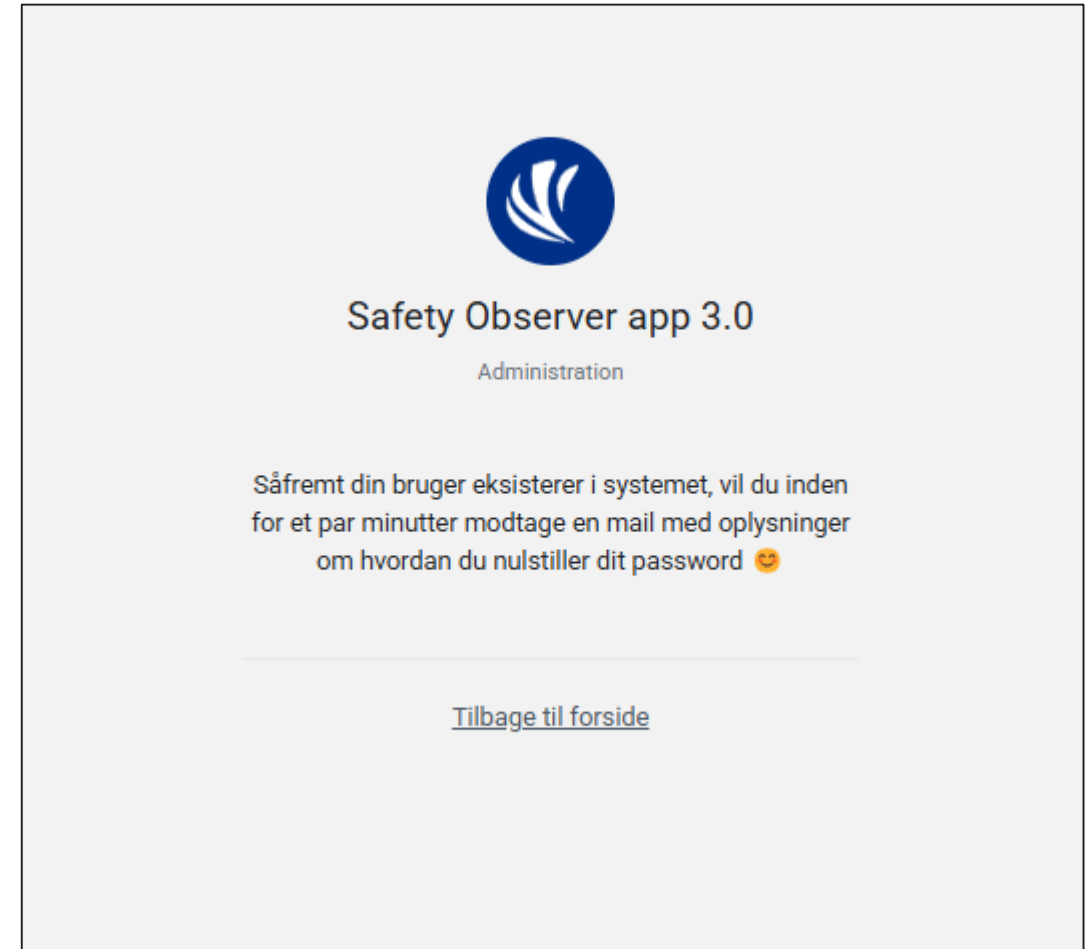 Safety Observer app 3.0
Administration
Såfremt din bruger eksisterer i systemet, vil du inden
for et par minutter modtage en mail med oplysninger
om hvordan du nulstiller dit password 😊
Tilbage til forside